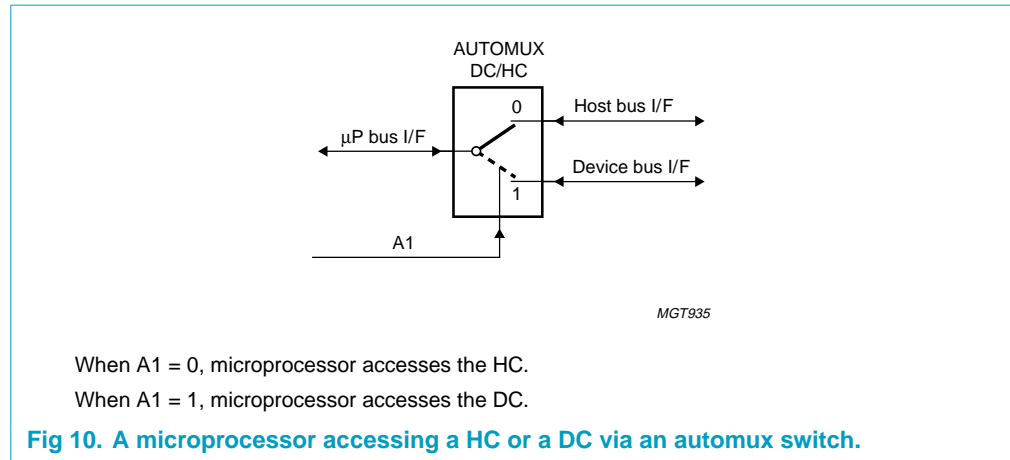 AUTOMUX
DC/HC
0
Host bus I/F
μP bus I/F
Device bus I/F
1
A1
MGT935
When A1 = 0, microprocessor accesses the HC.
When A1 = 1, microprocessor accesses the DC.
Fig 10. A microprocessor accessing a HC or a DC via an automux switch.